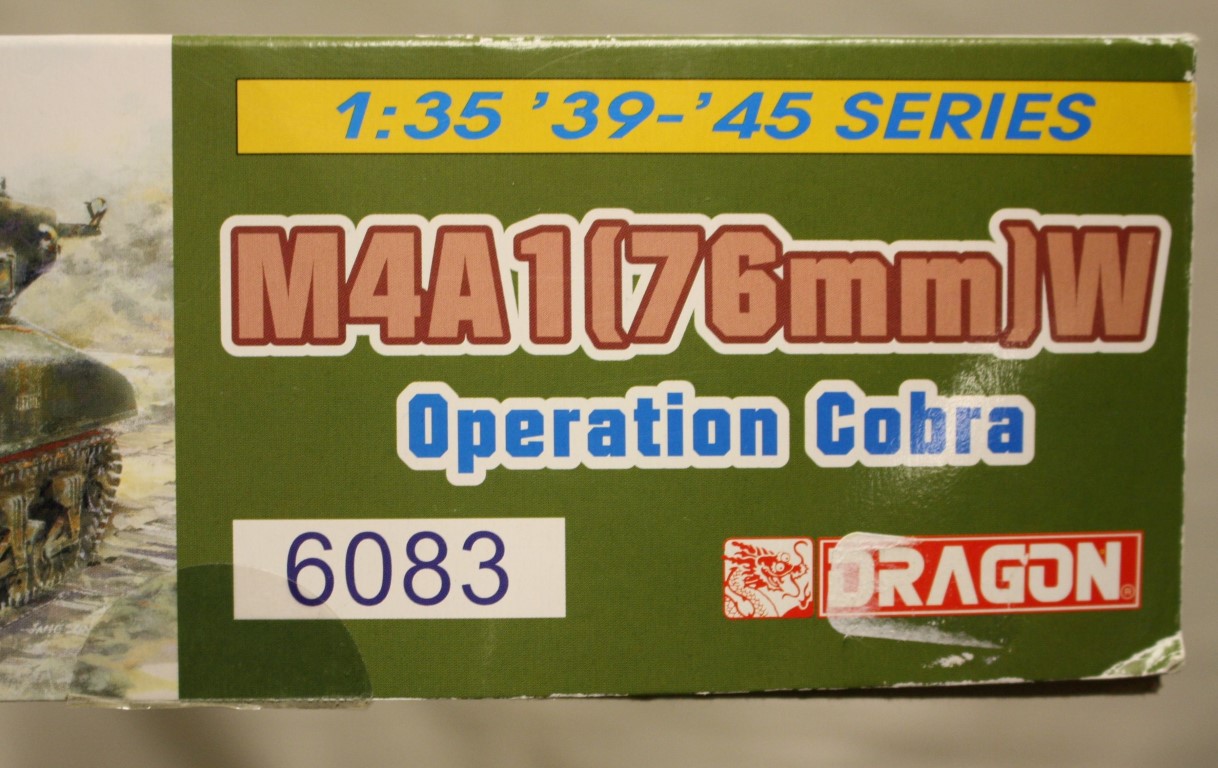 1:35 '39-'45 SERIES
M4A1(76mm)W
Operation Cobra
6083
DRAGON®